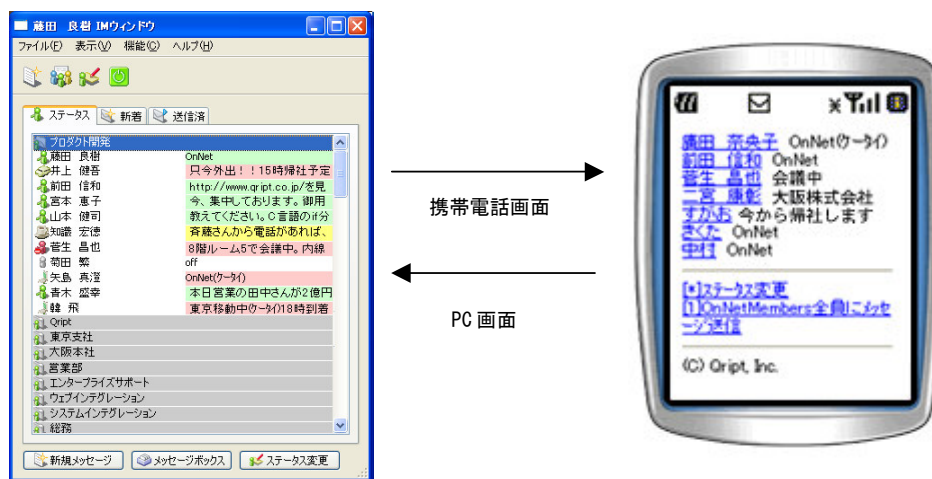 藤田 良樹 IMウィンドウ
ファイル(F) 表示(V) 機能(C) ヘルプ(H)
ステータス 新着 送信済
プロダクト開発
藤田 良樹 OnNet
井上 健吾 只今外出！！15時帰社予定
前田 信和 http://www.qript.co.jp/を見
宮本 恵子 今、集中しております。御用
山本 健司 教えてください。C言語のif分
知識 宏徳 斉藤さんから電話があれば、
菅生 昌也 8階ルーム5で会議中。内線
菊田 繁 off
矢島 真澄 OnNet(ケータイ)
青木 盛幸 本日営業の田中さんが2億円
韓 飛 東京移動中(ケータイ)18時到着
Qript
東京支社
大阪本社
営業部
エンタープライズサポート
ウェブインテグレーション
システムインテグレーション
総務
新規メッセージ メッセージボックス ステータス変更
携帯電話画面
PC画面
藤田 奈央子 OnNet(ケータイ)
前田 信和 OnNet
菅生 昌也 会議中
二宮 康彰 大阪株式会社
すがお 今から帰社します
きくた OnNet
中村 OnNet
[*]ステータス変更
[1]OnNetMembers全員にメッセ
ージ送信
(C) Qript, Inc.